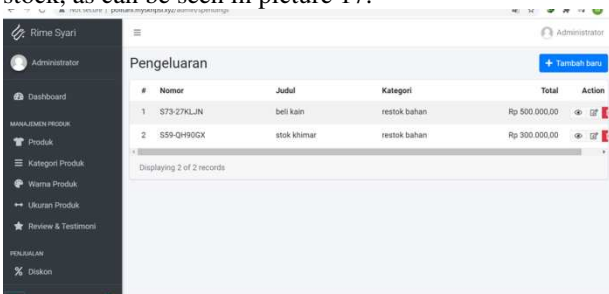 stock, as can be seen in picture 17.
Rime Syari
Administrator
Administrator
Pengeluaran
+ Tambah baru
# Nomor Judul Kategori Total Action
1 S73-27KLJN beli kain restok bahan Rp 500.000,00
2 S59-QH90GX stok khimar restok bahan Rp 300.000,00
Displaying 2 of 2 records
Dashboard
MANAJEMEN PRODUK
Produk
Kategori Produk
Warna Produk
Ukuran Produk
Review & Testimoni
PENJUALAN
Diskon